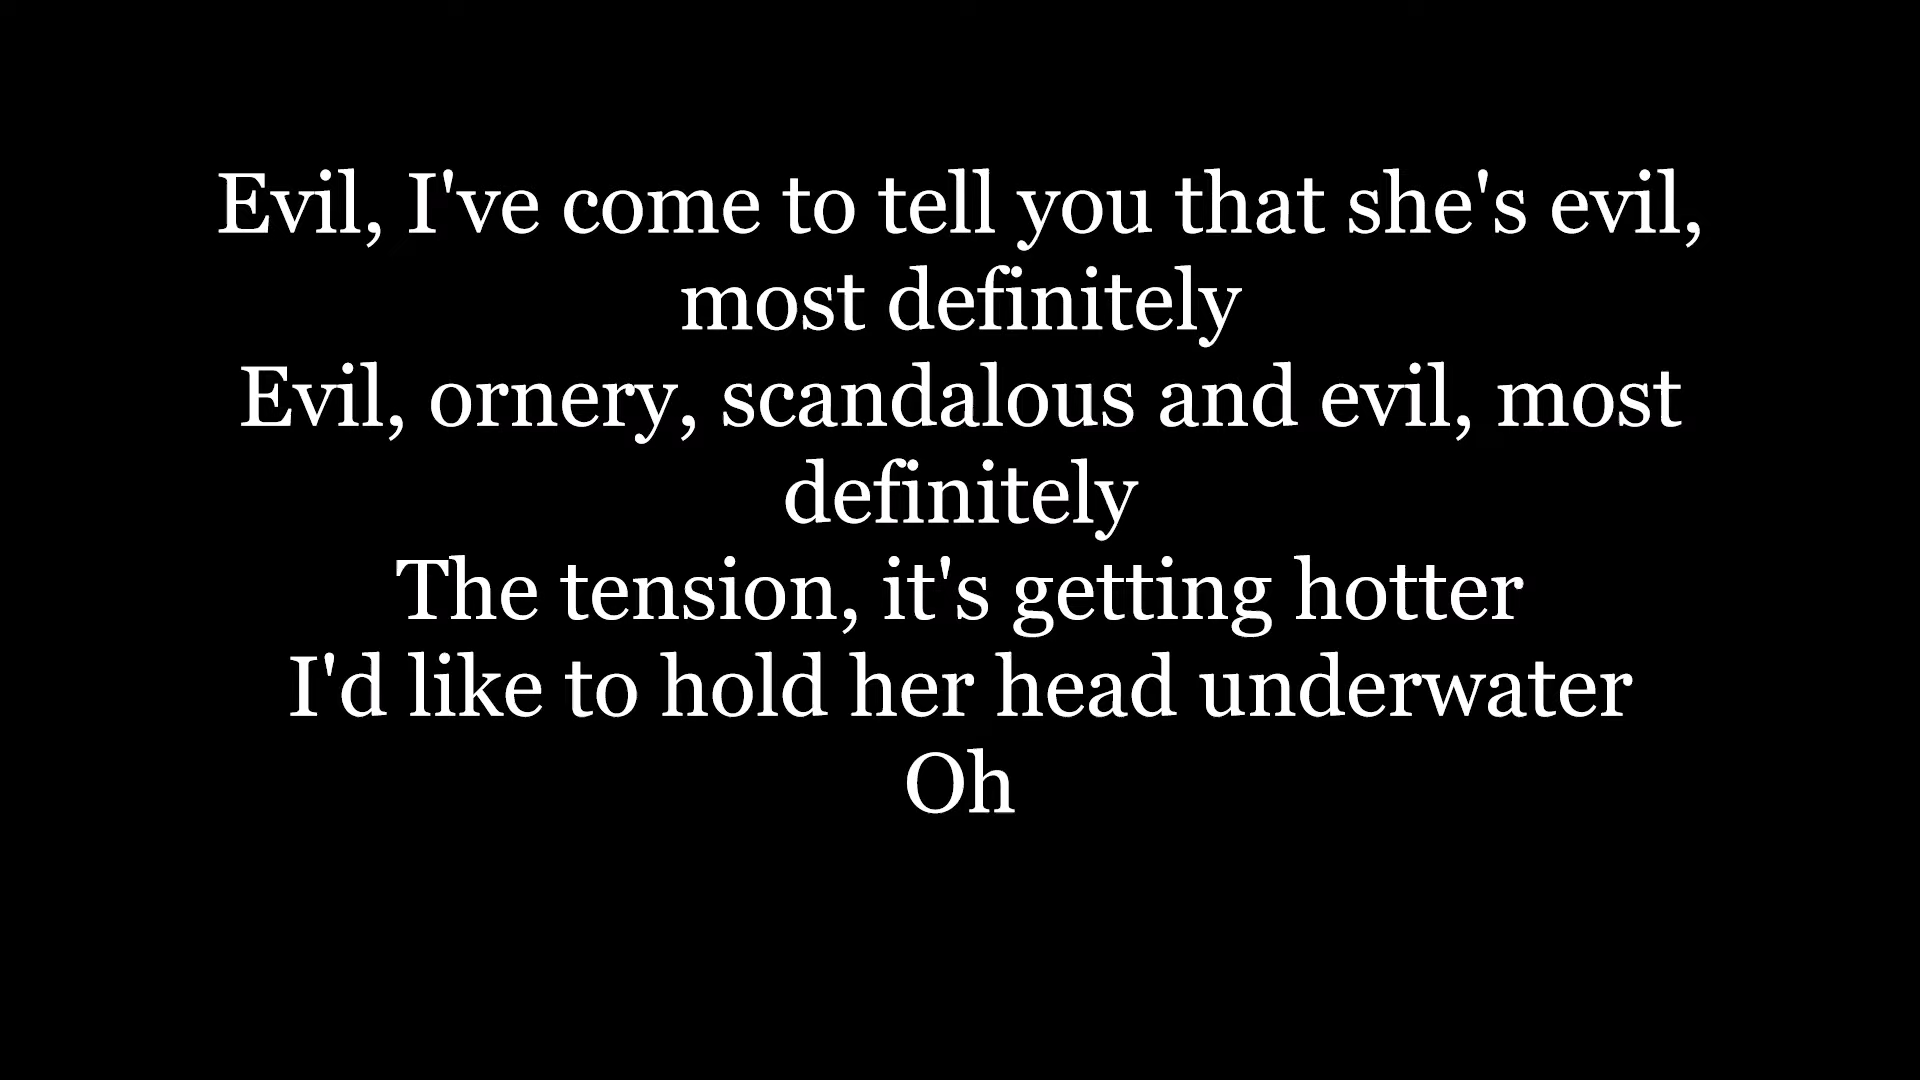 Evil, I've come to tell you that she's evil,
most definitely
Evil, ornery, scandalous and evil, most
definitely
The tension, it's getting hotter
I'd like to hold her head underwater
Oh